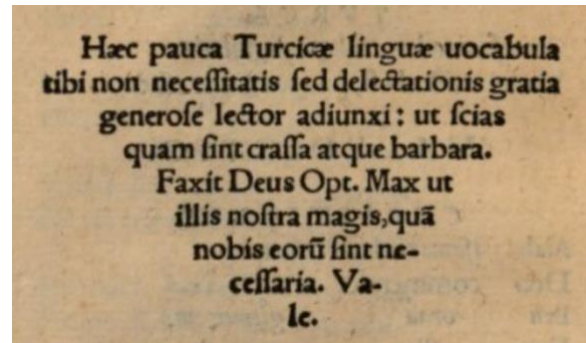 Hæc pauca Turcicæ linguæ uocabula
tibi non neceſſitatis ſed delectationis gratia
generoſe lector adiunxi: ut ſcias
quam ſint craſſa atque barbara.
Faxit Deus Opt. Max ut
illis noſtra magis,quã
nobis eorũ ſint ne-
ceſſaria. Va-
le.